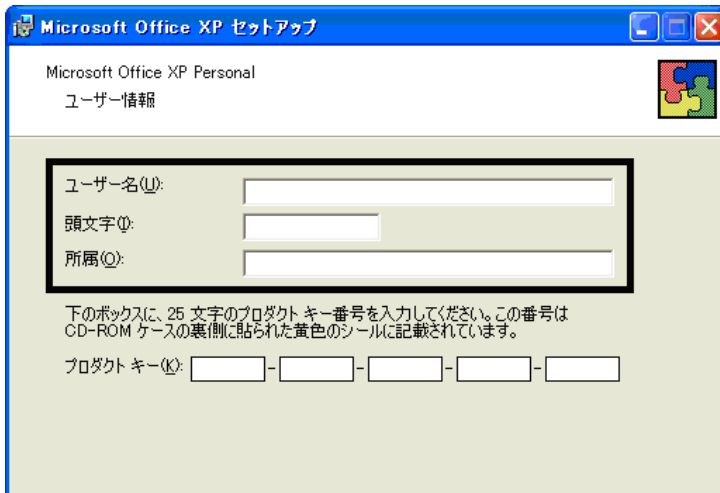 Microsoft Office XP セットアップ
Microsoft Office XP Personal
ユーザー情報
ユーザー名(U):
頭文字(I):
所属(O):
下のボックスに、25 文字のプロダクト キー番号を入力してください。この番号は
CD-ROM ケースの裏側に貼られた黄色のシールに記載されています。
プロダクト キー(K): - - - -